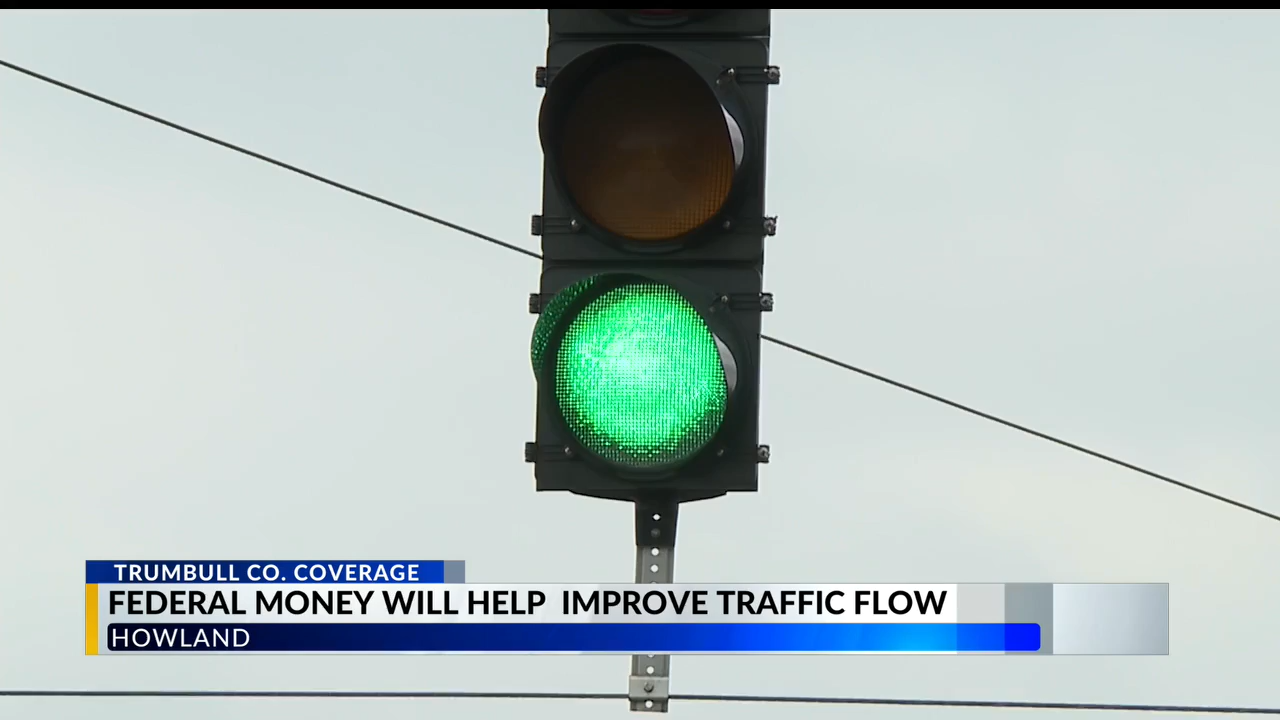 TRUMBULL CO. COVERAGE
FEDERAL MONEY WILL HELP  IMPROVE TRAFFIC FLOW
HOWLAND